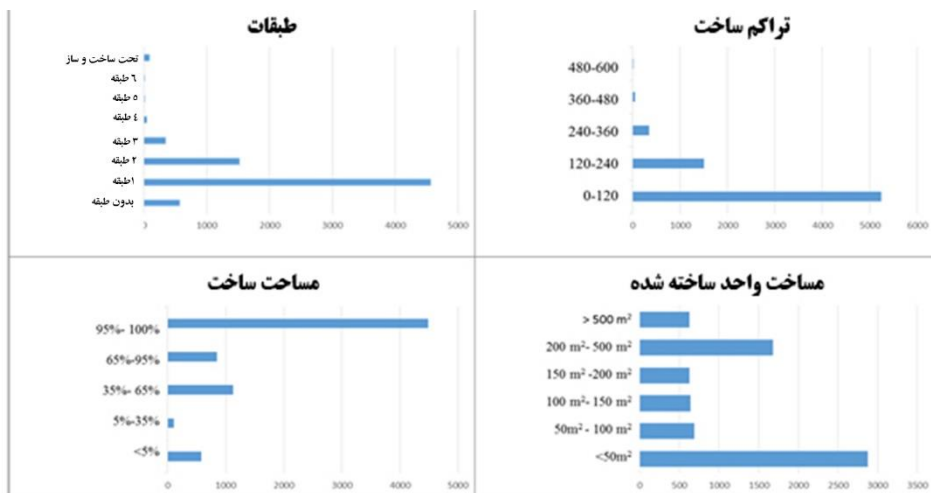 طبقات
تحت ساخت و ساز
٦ طبقه
٥ طبقه
٤ طبقه
٣ طبقه
٢ طبقه
١طبقه
بدون طبقه
0 1000 2000 3000 4000 5000
تراکم ساخت
480-600
360-480
240-360
120-240
0-120
0 1000 2000 3000 4000 5000 6000
مساحت ساخت
95%- 100%
65%-95%
35%- 65%
5%-35%
<5%
0 1000 2000 3000 4000 5000
مساخت واحد ساخته شده
> 500 m²
200 m²- 500 m²
150 m² -200 m²
100 m²- 150 m²
50m² - 100 m²
<50m²
0 500 1000 1500 2000 2500 3000 3500